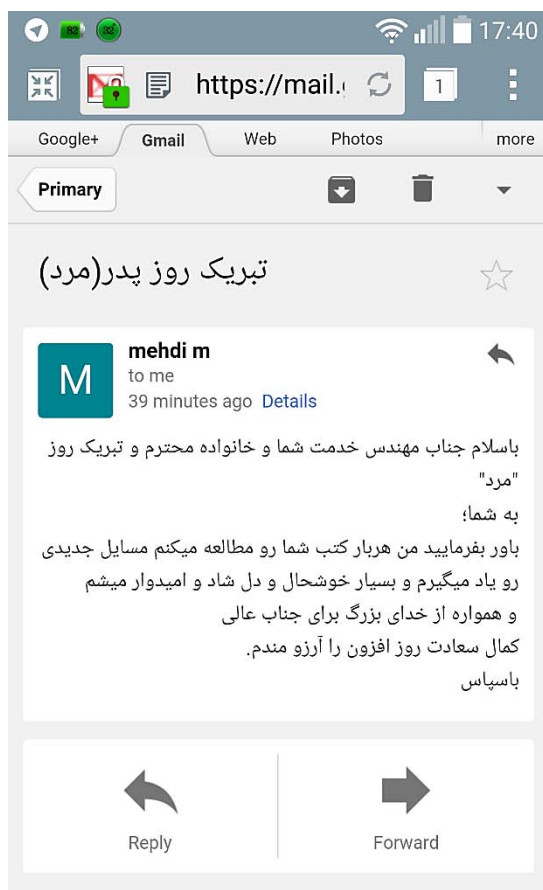 82 82 17:40
https://mail. 1
Google+ Gmail Web Photos more
Primary
تبریک روز پدر(مرد)
M
mehdi m
to me
39 minutes ago Details
باسلام جناب مهندس خدمت شما و خانواده محترم و تبریک روز
"مرد"
به شما؛
باور بفرمایید من هربار کتب شما رو مطالعه میکنم مسایل جدیدی
رو یاد میگیرم و بسیار خوشحال و دل شاد و امیدوار میشم
و همواره از خدای بزرگ برای جناب عالی
کمال سعادت روز افزون را آرزو مندم.
باسپاس
Reply Forward